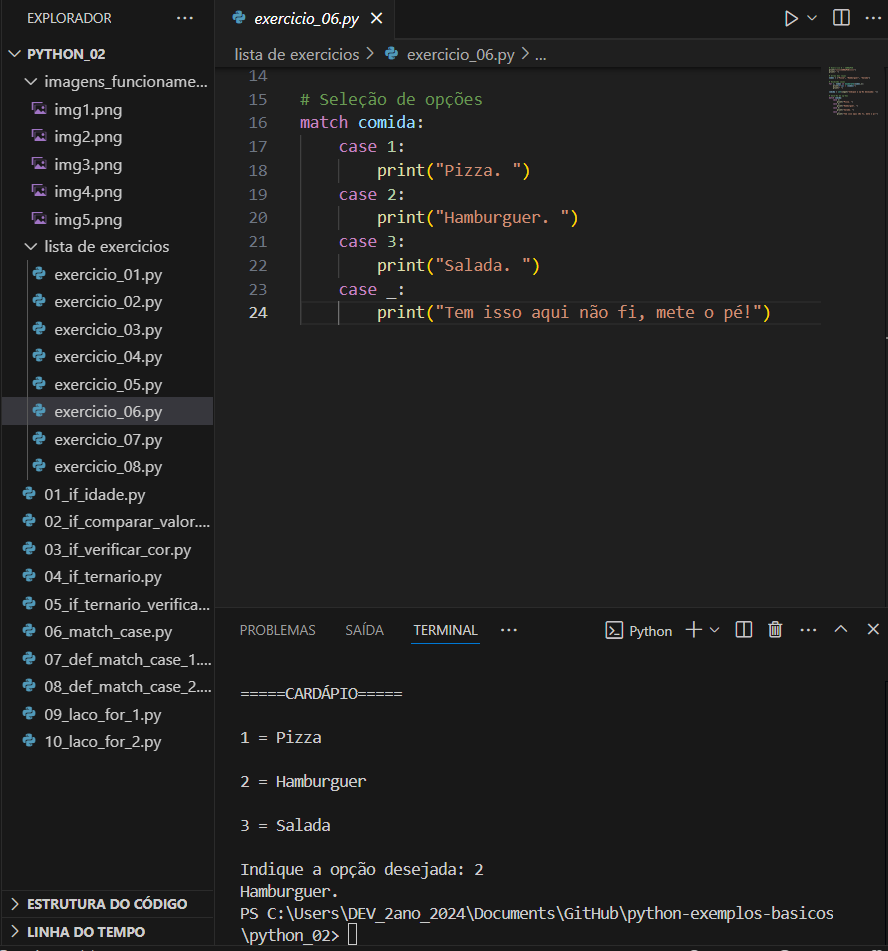 EXPLORADOR
PYTHON_02
imagens_funcioname...
img1.png
img2.png
img3.png
img4.png
img5.png
lista de exercicios
exercicio_01.py
exercicio_02.py
exercicio_03.py
exercicio_04.py
exercicio_05.py
exercicio_06.py
exercicio_07.py
exercicio_08.py
01_if_idade.py
02_if_comparar_valor....
03_if_verificar_cor.py
04_if_ternario.py
05_if_ternario_verifica...
06_match_case.py
07_def_match_case_1....
08_def_match_case_2....
09_laco_for_1.py
10_laco_for_2.py
ESTRUTURA DO CÓDIGO
LINHA DO TEMPO
exercicio_06.py
lista de exercicios > exercicio_06.py > ...
14
15 # Seleção de opções
16 match comida:
17     case 1:
18         print("Pizza. ")
19     case 2:
20         print("Hamburguer. ")
21     case 3:
22         print("Salada. ")
23     case _:
24         print("Tem isso aqui não fi, mete o pé!")
PROBLEMAS SAÍDA TERMINAL ... Python
=====CARDÁPIO=====
1 = Pizza
2 = Hamburguer
3 = Salada
Indique a opção desejada: 2
Hamburguer.
PS C:\Users\DEV_2ano_2024\Documents\GitHub\python-exemplos-basicos
\python_02>